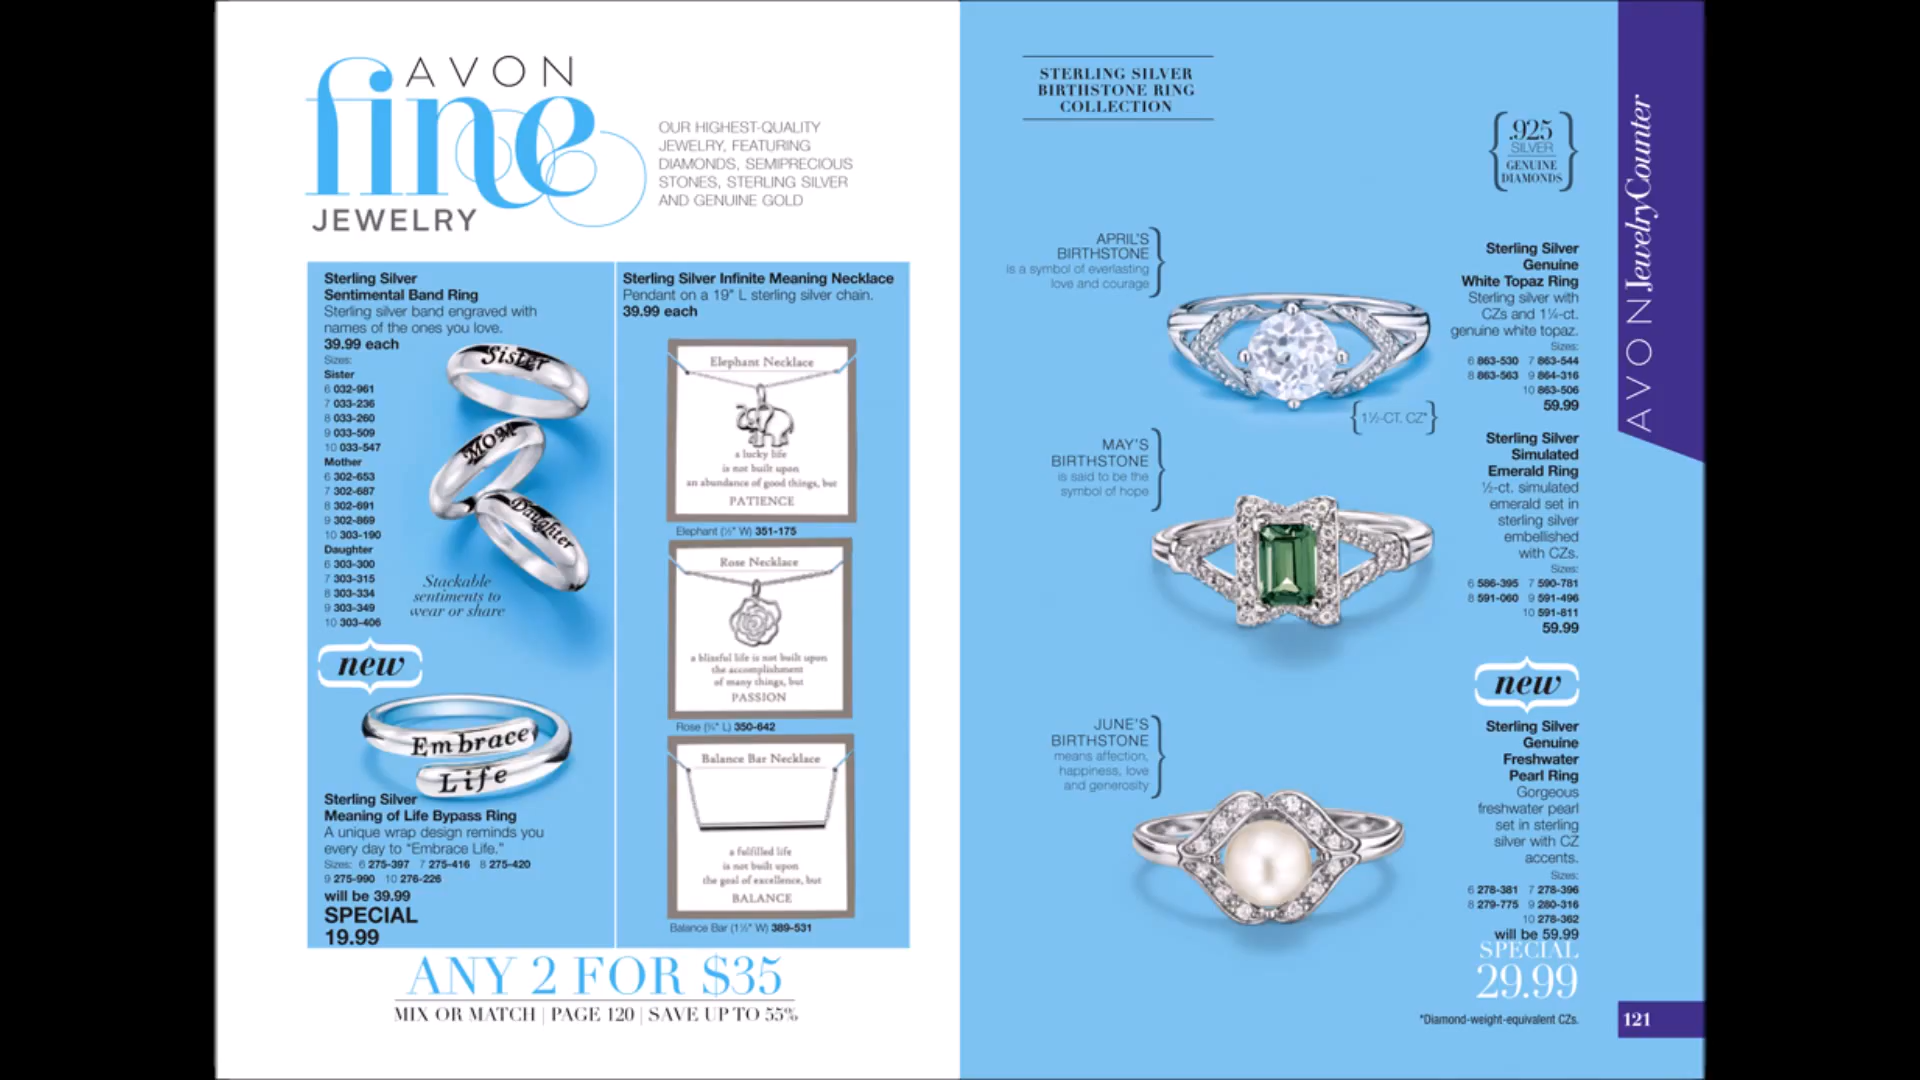 AVON
fine
JEWELRY
OUR HIGHEST-QUALITY
JEWELRY, FEATURING
DIAMONDS, SEMIPRECIOUS
STONES, STERLING SILVER
AND GENUINE GOLD
Sterling Silver
Sentimental Band Ring
Sterling silver band engraved with
names of the ones you love.
39.99 each
Sizes:
Sister
6 032-961
7 033-236
8 033-260
9 033-509
10 033-547
Mother
6 302-653
7 302-687
8 302-691
9 302-869
10 303-190
Daughter
6 303-300
7 303-315
8 303-334
9 303-349
10 303-406
Sister
MOM
Daughter
Stackable
sentiments to
wear or share
new
Embrace
Life
Sterling Silver
Meaning of Life Bypass Ring
A unique wrap design reminds you
every day to “Embrace Life.”
Sizes: 6 275-397 7 275-416 8 275-420
9 275-990 10 276-226
will be 39.99
SPECIAL
19.99
Sterling Silver Infinite Meaning Necklace
Pendant on a 19" L sterling silver chain.
39.99 each
Elephant Necklace
a lucky life
is not built upon
an abundance of good things, but
PATIENCE
Elephant (½" W) 351-175
Rose Necklace
a blissful life is not built upon
the accomplishment
of many things, but
PASSION
Rose (¾" L) 350-642
Balance Bar Necklace
a fulfilled life
is not built upon
the goal of excellence, but
BALANCE
Balance Bar (1½" W) 389-531
ANY 2 FOR $35
MIX OR MATCH | PAGE 120 | SAVE UP TO 55%
STERLING SILVER
BIRTHSTONE RING
COLLECTION
.925
SILVER
GENUINE
DIAMONDS
APRIL'S
BIRTHSTONE
is a symbol of everlasting
love and courage
Sterling Silver
Genuine
White Topaz Ring
Sterling silver with
CZs and 1¼-ct.
genuine white topaz.
Sizes:
6 863-530 7 863-544
8 863-563 9 864-316
10 863-506
59.99
1½-CT. CZ*
MAY'S
BIRTHSTONE
is said to be the
symbol of hope
Sterling Silver
Simulated
Emerald Ring
½-ct. simulated
emerald set in
sterling silver
embellished
with CZs.
Sizes:
6 586-395 7 590-781
8 591-060 9 591-496
10 591-811
59.99
new
JUNE'S
BIRTHSTONE
means affection,
happiness, love
and generosity
Sterling Silver
Genuine
Freshwater
Pearl Ring
Gorgeous
freshwater pearl
set in sterling
silver with CZ
accents.
Sizes:
6 278-381 7 278-396
8 279-775 9 280-316
10 278-362
will be 59.99
SPECIAL
29.99
*Diamond-weight-equivalent CZs.
AVON JewelryCounter
121